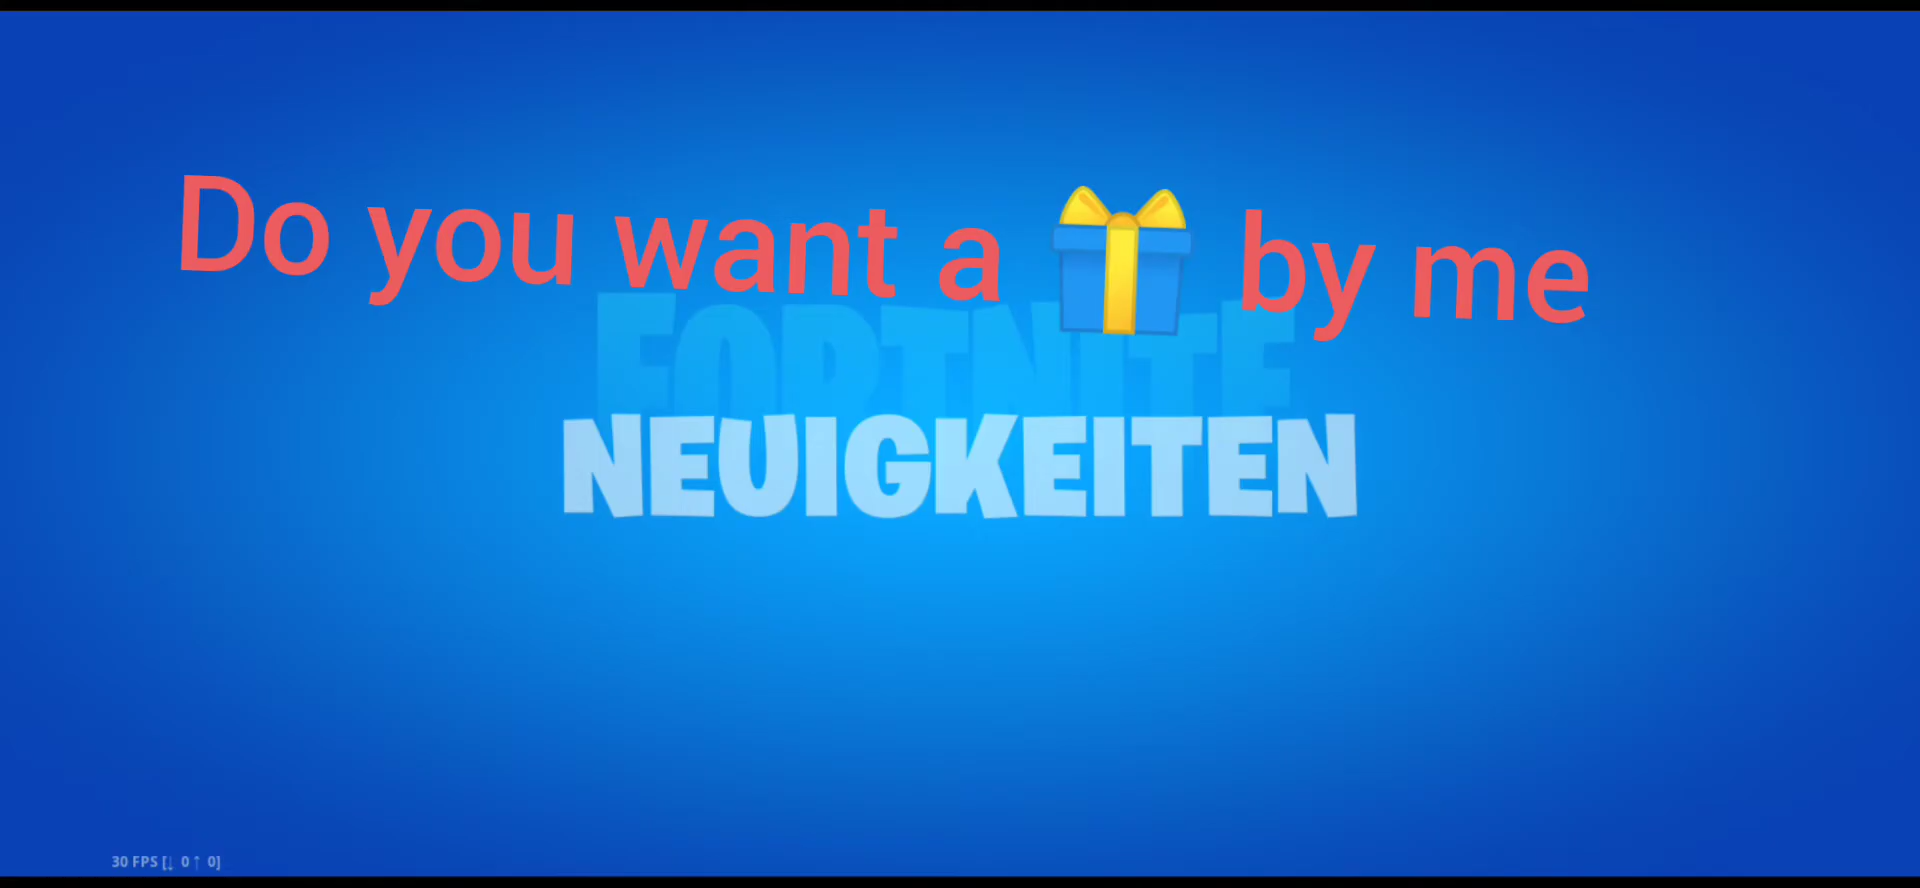 Do you want a 🎁 by me
FORTNITE
NEUIGKEITEN
30 FPS [↓ 0 ↑ 0]